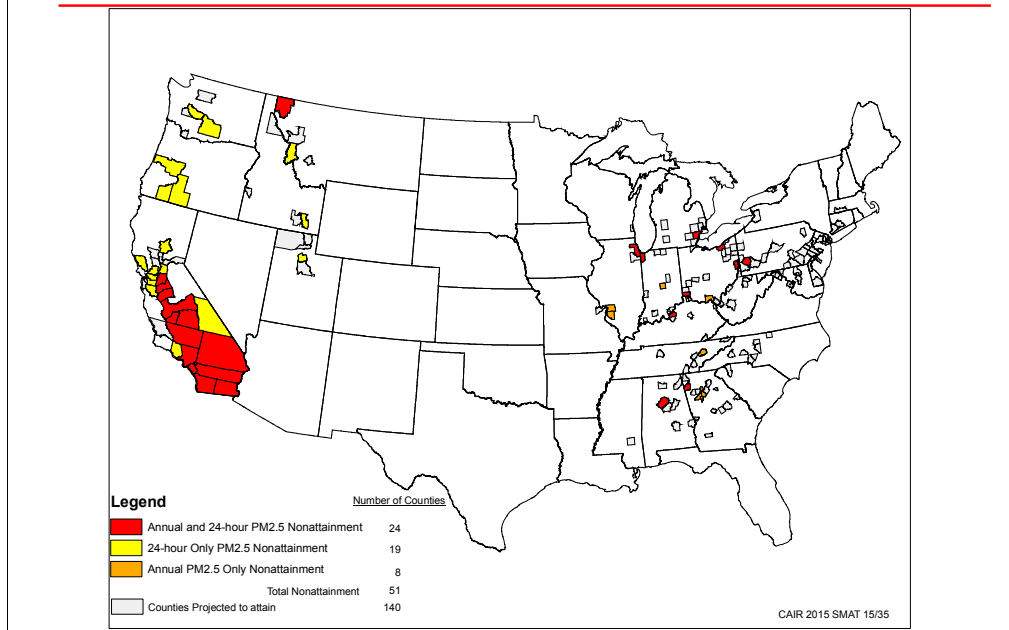 Legend
Number of Counties
Annual and 24-hour PM2.5 Nonattainment 24
24-hour Only PM2.5 Nonattainment 19
Annual PM2.5 Only Nonattainment 8
Total Nonattainment 51
Counties Projected to attain 140
CAIR 2015 SMAT 15/35